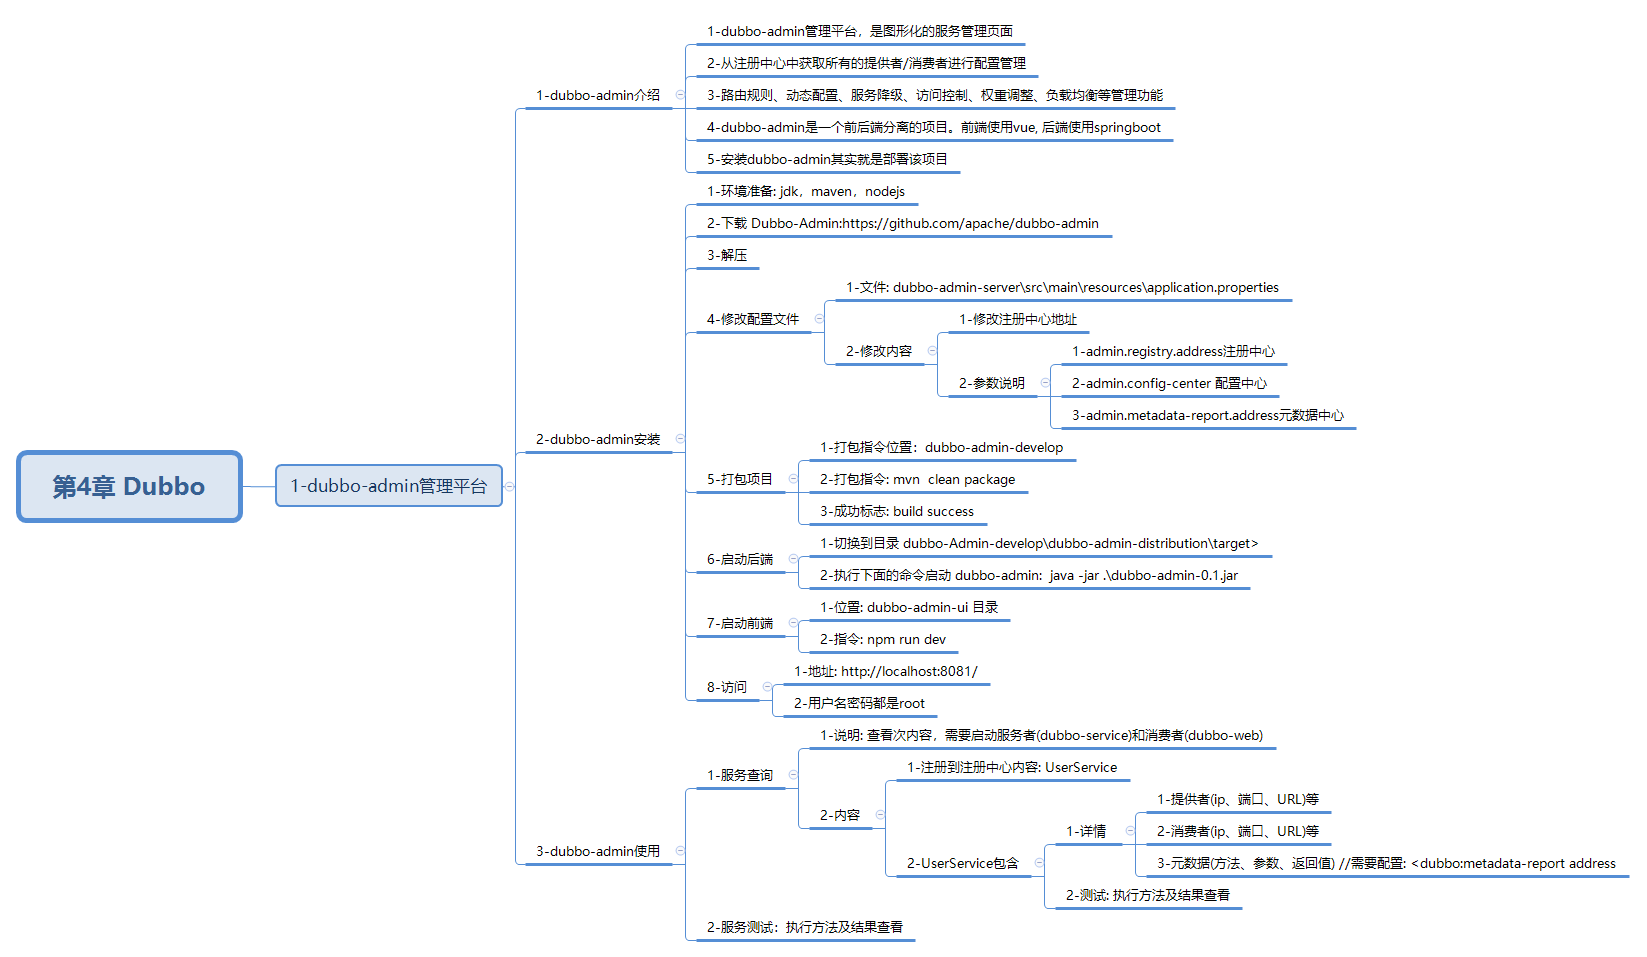 第4章 Dubbo
1-dubbo-admin管理平台
1-dubbo-admin介绍
1-dubbo-admin管理平台，是图形化的服务管理页面
2-从注册中心中获取所有的提供者/消费者进行配置管理
3-路由规则、动态配置、服务降级、访问控制、权重调整、负载均衡等管理功能
4-dubbo-admin是一个前后端分离的项目。前端使用vue, 后端使用springboot
5-安装dubbo-admin其实就是部署该项目
2-dubbo-admin安装
1-环境准备: jdk，maven，nodejs
2-下载 Dubbo-Admin:https://github.com/apache/dubbo-admin
3-解压
4-修改配置文件
1-文件: dubbo-admin-server\src\main\resources\application.properties
2-修改内容
1-修改注册中心地址
2-参数说明
1-admin.registry.address注册中心
2-admin.config-center 配置中心
3-admin.metadata-report.address元数据中心
5-打包项目
1-打包指令位置：dubbo-admin-develop
2-打包指令: mvn  clean package
3-成功标志: build success
6-启动后端
1-切换到目录 dubbo-Admin-develop\dubbo-admin-distribution\target>
2-执行下面的命令启动 dubbo-admin:  java -jar .\dubbo-admin-0.1.jar
7-启动前端
1-位置: dubbo-admin-ui 目录
2-指令: npm run dev
8-访问
1-地址: http://localhost:8081/
2-用户名密码都是root
3-dubbo-admin使用
1-服务查询
1-说明: 查看次内容，需要启动服务者(dubbo-service)和消费者(dubbo-web)
2-内容
1-注册到注册中心内容: UserService
2-UserService包含
1-详情
1-提供者(ip、端口、URL)等
2-消费者(ip、端口、URL)等
3-元数据(方法、参数、返回值) //需要配置: <dubbo:metadata-report address
2-测试: 执行方法及结果查看
2-服务测试：执行方法及结果查看